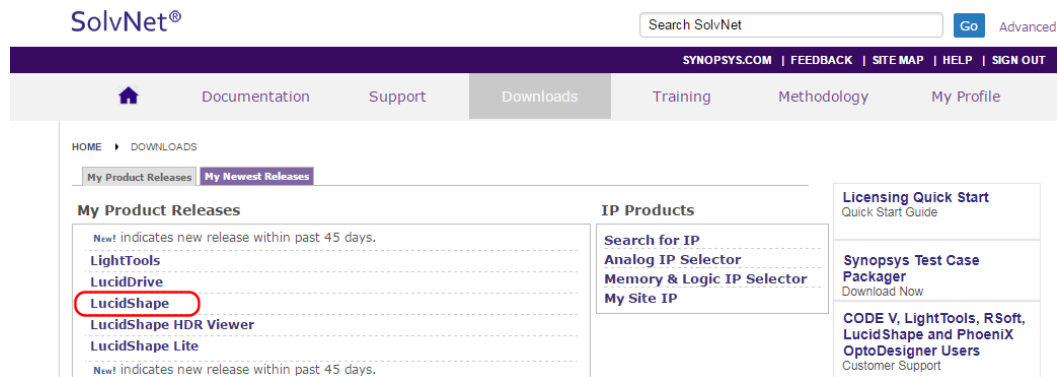 SolvNet®
Search SolvNet
Go
Advanced
SYNOPSYS.COM | FEEDBACK | SITE MAP | HELP | SIGN OUT
Documentation Support Downloads Training Methodology My Profile
HOME DOWNLOADS
My Product Releases My Newest Releases
My Product Releases
New! indicates new release within past 45 days.
LightTools
LucidDrive
LucidShape
LucidShape HDR Viewer
LucidShape Lite
New! indicates new release within past 45 days.
IP Products
Search for IP
Analog IP Selector
Memory & Logic IP Selector
My Site IP
Licensing Quick Start
Quick Start Guide
Synopsys Test Case
Packager
Download Now
CODE V, LightTools, RSoft,
LucidShape and PhoeniX
OptoDesigner Users
Customer Support